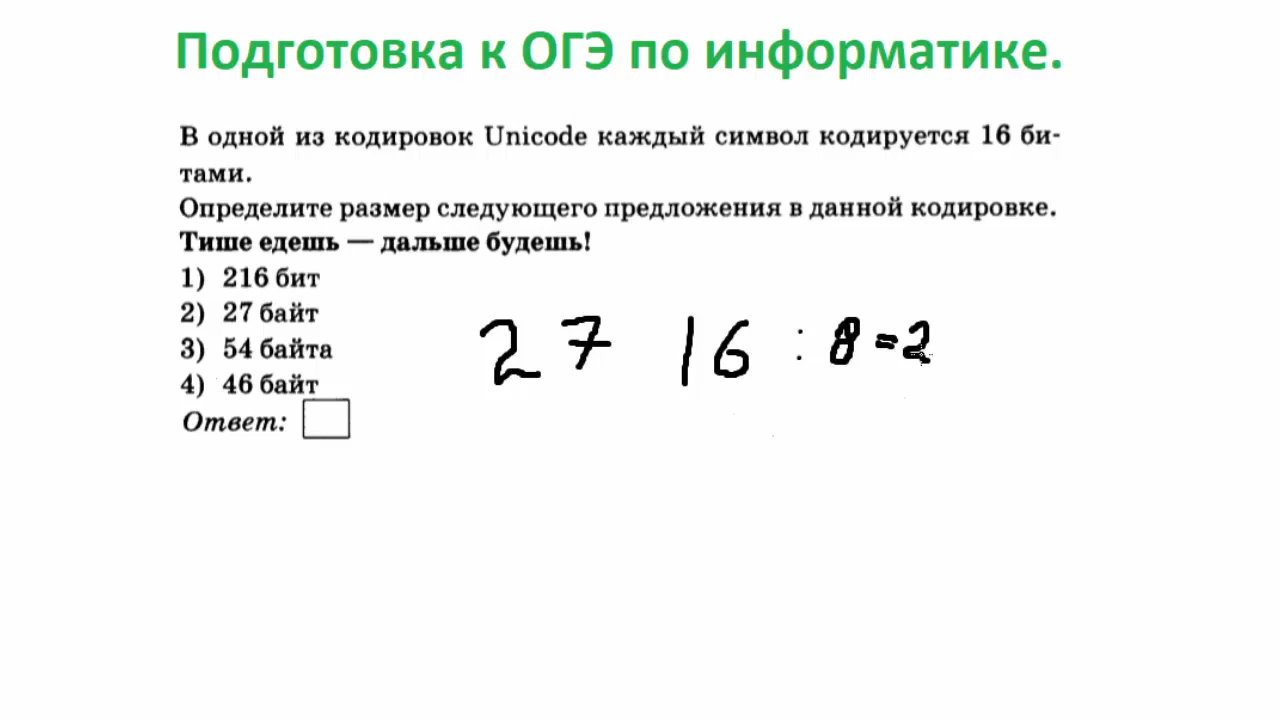 Подготовка к ОГЭ по информатике.
В одной из кодировок Unicode каждый символ кодируется 16 би-
тами.
Определите размер следующего предложения в данной кодировке.
Тише едешь — дальше будешь!
1) 216 бит
2) 27 байт
3) 54 байта
4) 46 байт
27 16 : 8 = 2
Ответ: